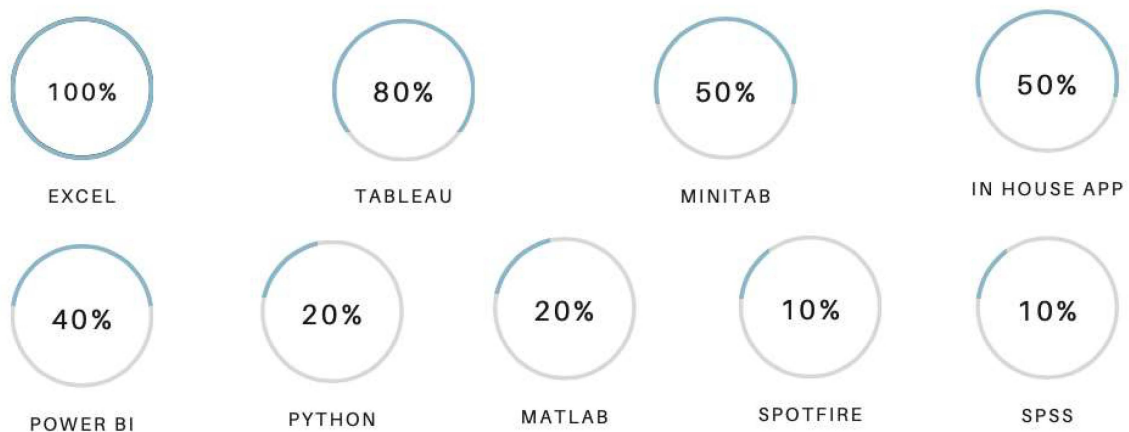 100%
EXCEL
80%
TABLEAU
50%
MINITAB
50%
IN HOUSE APP
40%
POWER BI
20%
PYTHON
20%
MATLAB
10%
SPOTFIRE
10%
SPSS